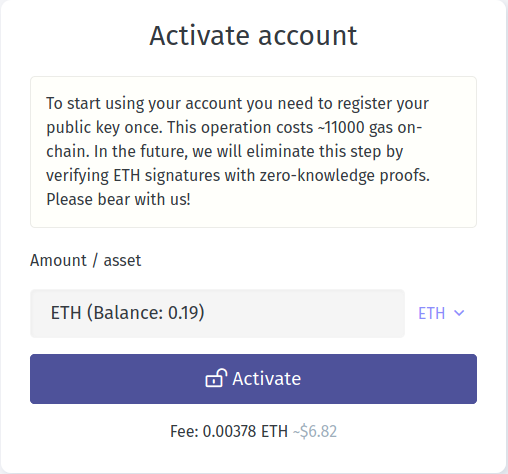 Activate account
To start using your account you need to register your
public key once. This operation costs ~11000 gas on-
chain. In the future, we will eliminate this step by
verifying ETH signatures with zero-knowledge proofs.
Please bear with us!
Amount / asset
ETH (Balance: 0.19) ETH
Activate
Fee: 0.00378 ETH ~$6.82